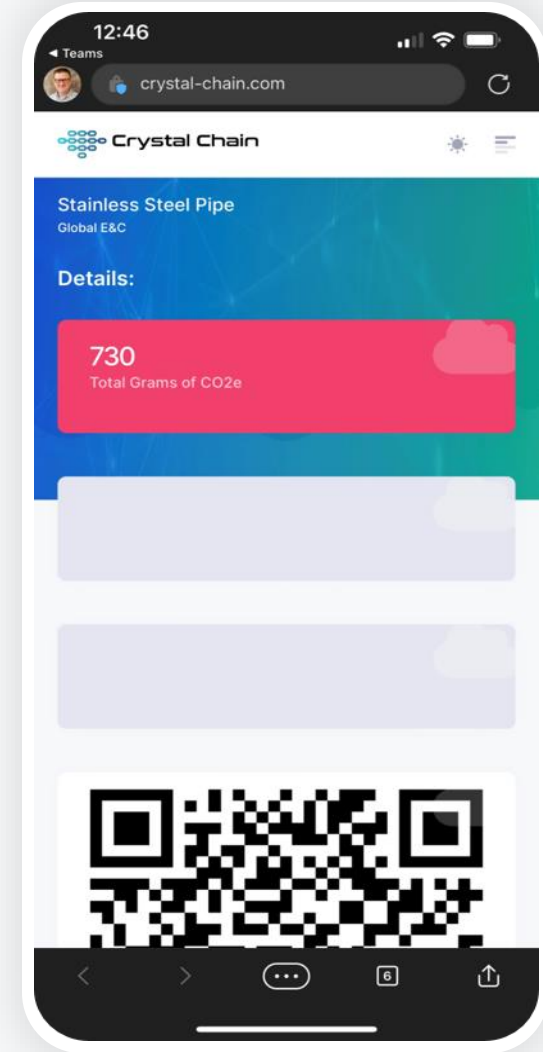 12:46
◀ Teams
crystal-chain.com
Crystal Chain
Stainless Steel Pipe
Global E&C
Details:
730
Total Grams of CO2e
6